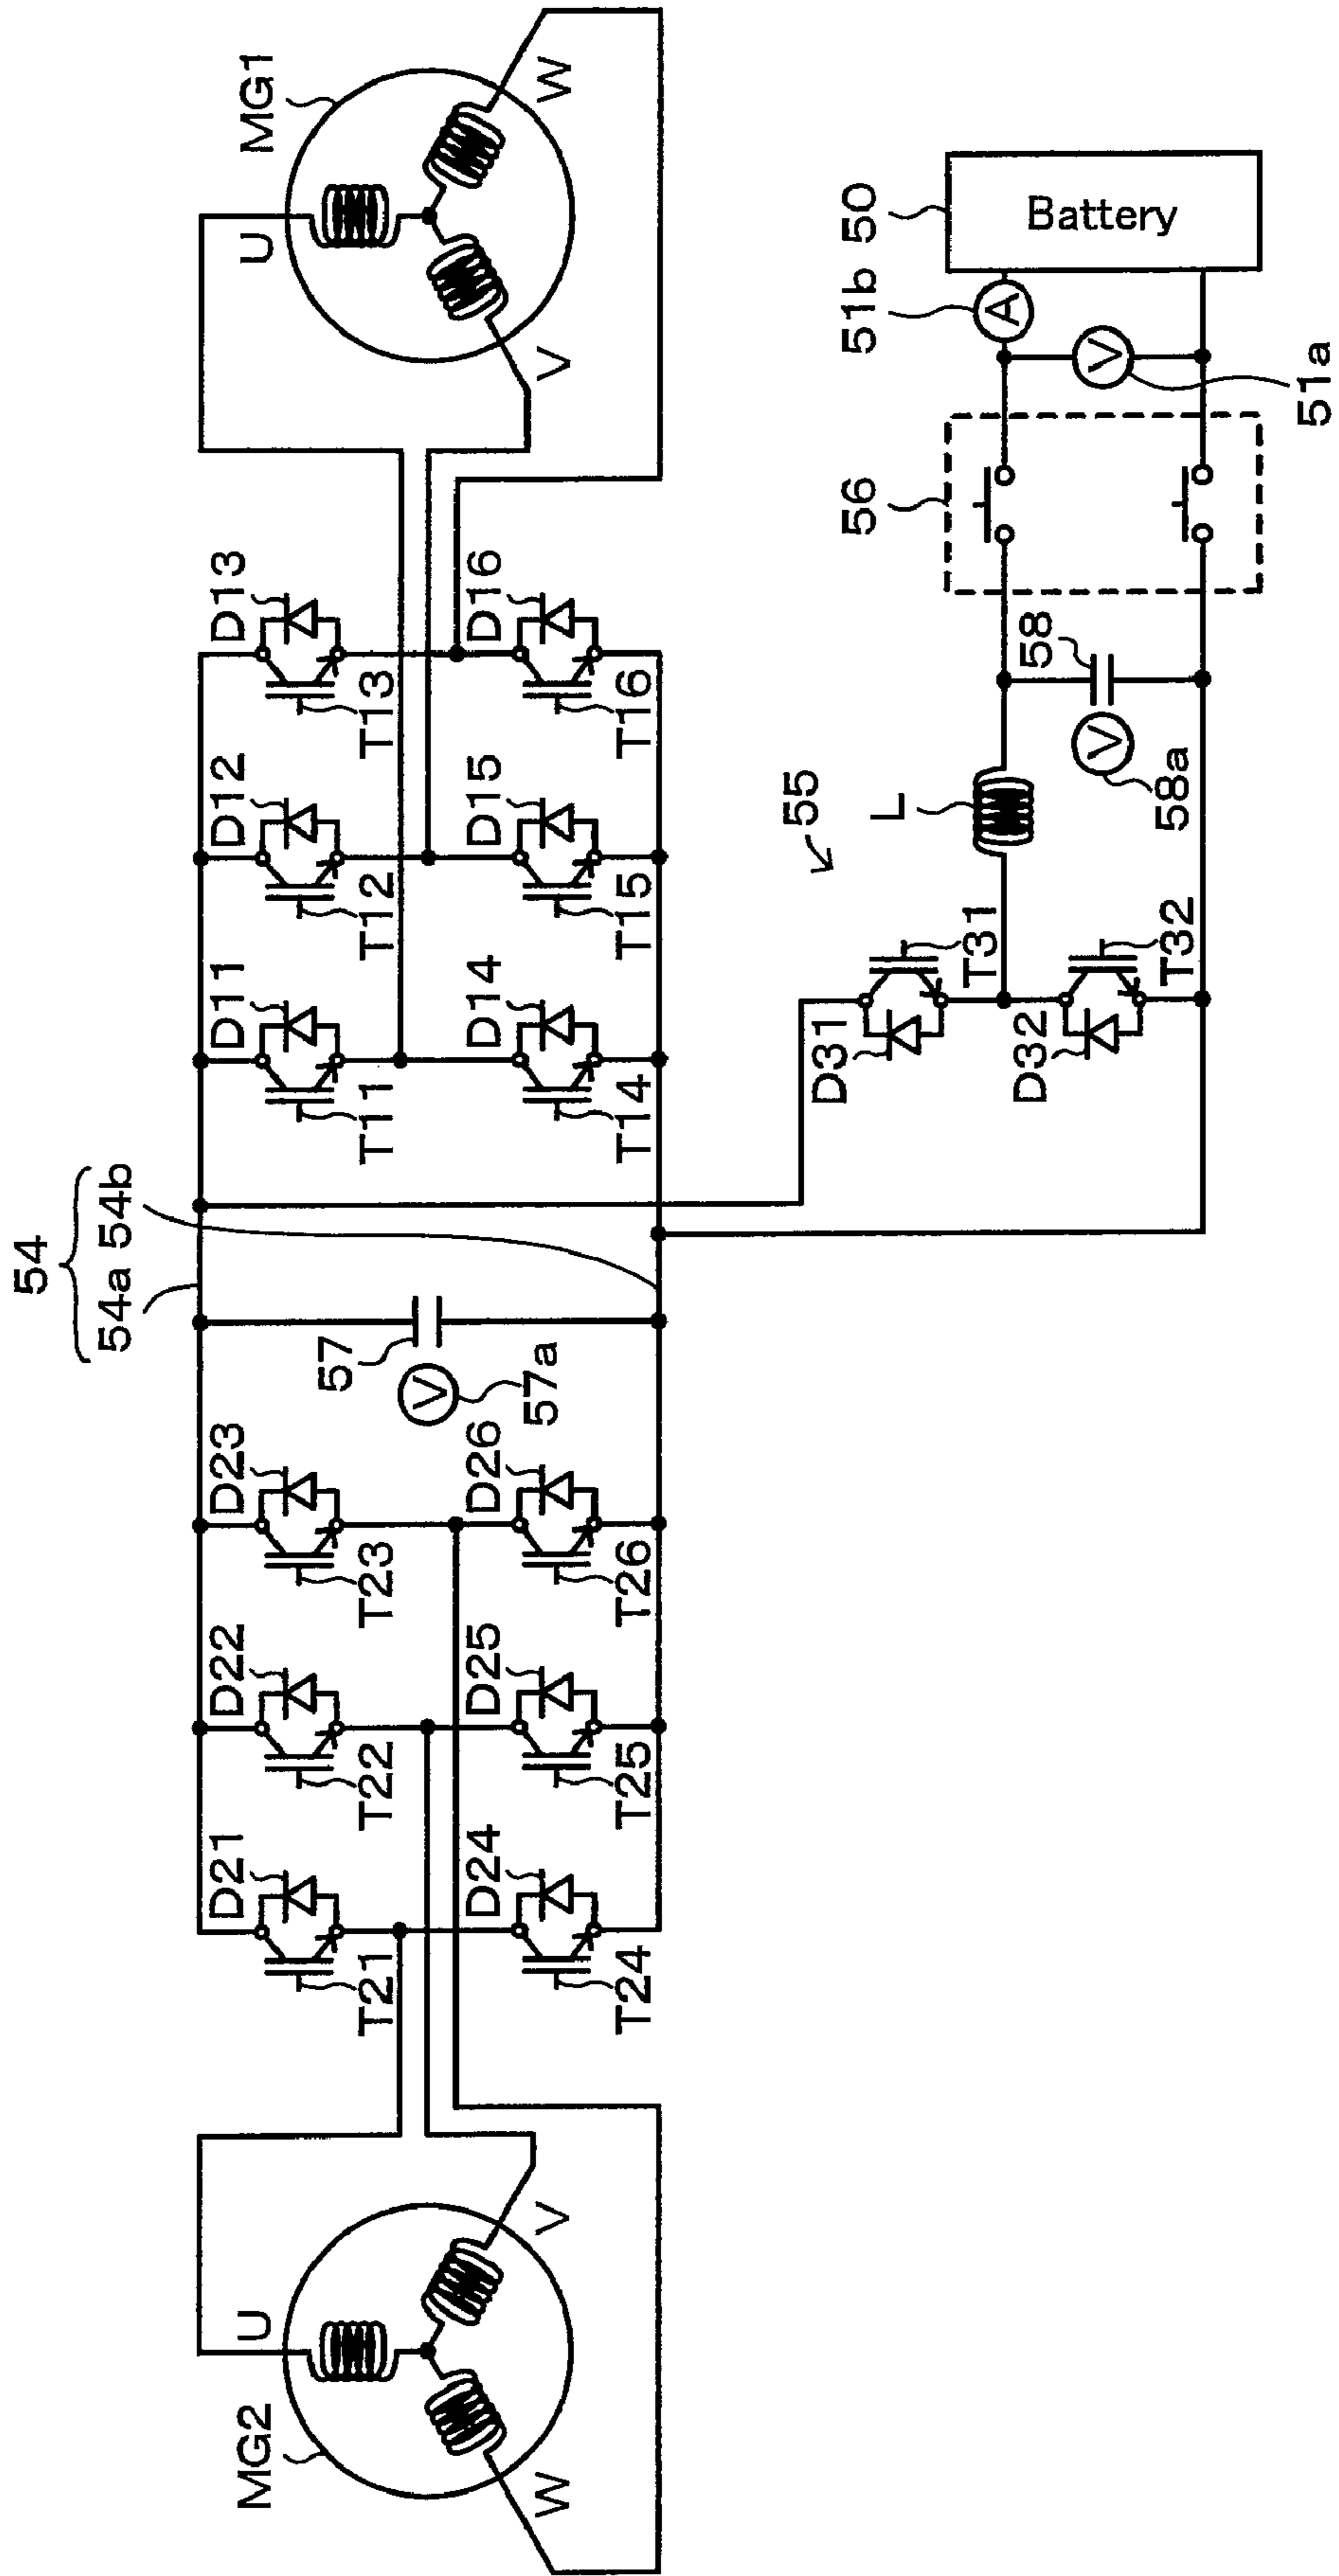 54
54a 54b
MG2
U
V
W
D21
D22
D23
T21
T22
T23
D24
D25
D26
T24
T25
T26
57
V
57a
D11
D12
D13
T11
T12
T13
D14
D15
D16
T14
T15
T16
MG1
U
V
W
55
D31
T31
D32
T32
L
58
V
58a
56
51b
A
V
51a
50
Battery